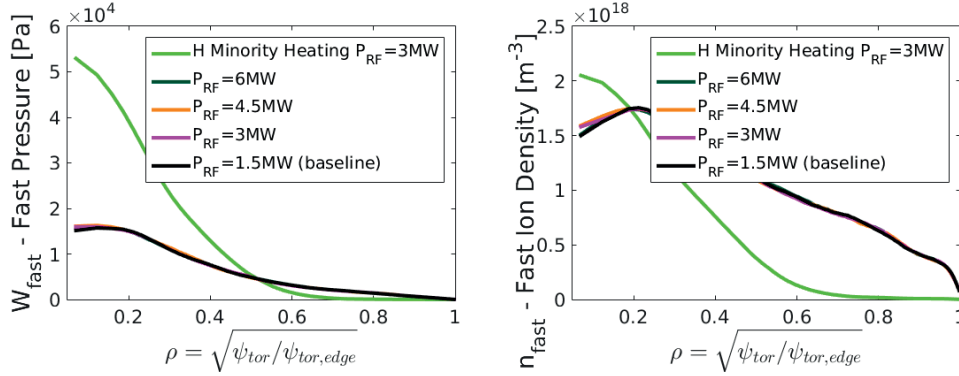 ×10⁴
6
5
4
3
2
1
0
W_fast - Fast Pressure [Pa]
H Minority Heating P_RF=3MW
P_RF=6MW
P_RF=4.5MW
P_RF=3MW
P_RF=1.5MW (baseline)
0.2 0.4 0.6 0.8 1
ρ = √ψ_tor/ψ_tor,edge
×10¹⁸
2.5
2
1.5
1
0.5
0
n_fast - Fast Ion Density [m⁻³]
H Minority Heating P_RF=3MW
P_RF=6MW
P_RF=4.5MW
P_RF=3MW
P_RF=1.5MW (baseline)
0.2 0.4 0.6 0.8 1
ρ = √ψ_tor/ψ_tor,edge